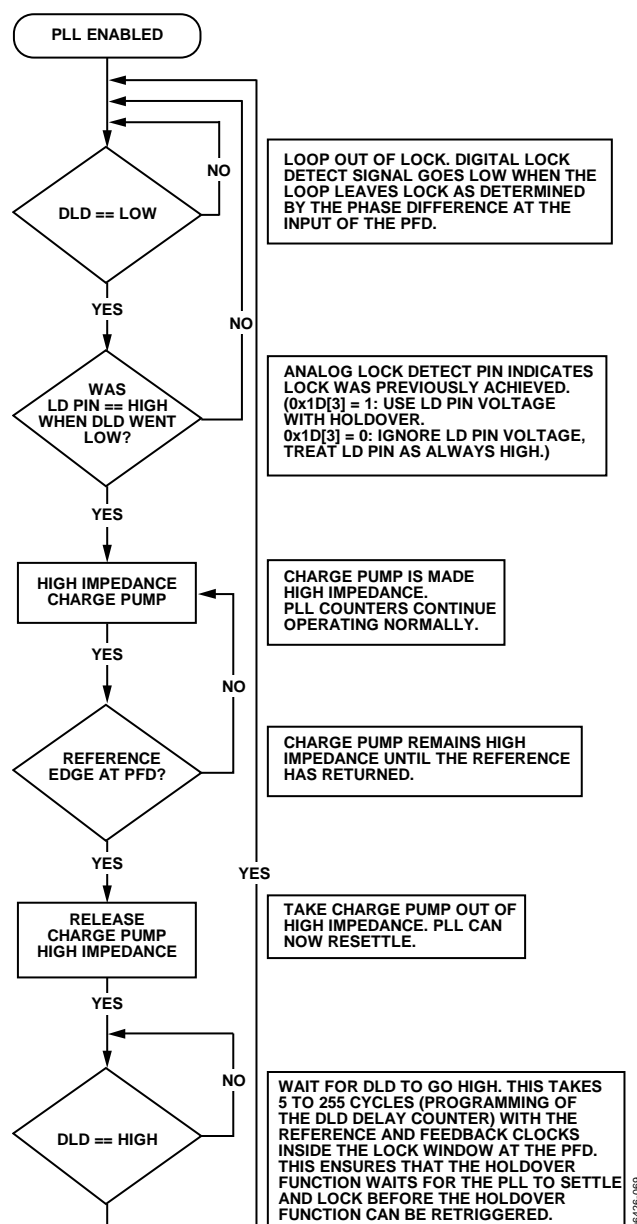 PLL ENABLED
NO
DLD == LOW
LOOP OUT OF LOCK. DIGITAL LOCK
DETECT SIGNAL GOES LOW WHEN THE
LOOP LEAVES LOCK AS DETERMINED
BY THE PHASE DIFFERENCE AT THE
INPUT OF THE PFD.
YES
NO
WAS
LD PIN == HIGH
WHEN DLD WENT
LOW?
ANALOG LOCK DETECT PIN INDICATES
LOCK WAS PREVIOUSLY ACHIEVED.
(0x1D[3] = 1: USE LD PIN VOLTAGE
WITH HOLDOVER.
0x1D[3] = 0: IGNORE LD PIN VOLTAGE,
TREAT LD PIN AS ALWAYS HIGH.)
YES
HIGH IMPEDANCE
CHARGE PUMP
CHARGE PUMP IS MADE
HIGH IMPEDANCE.
PLL COUNTERS CONTINUE
OPERATING NORMALLY.
YES
NO
REFERENCE
EDGE AT PFD?
CHARGE PUMP REMAINS HIGH
IMPEDANCE UNTIL THE REFERENCE
HAS RETURNED.
YES
YES
RELEASE
CHARGE PUMP
HIGH IMPEDANCE
TAKE CHARGE PUMP OUT OF
HIGH IMPEDANCE. PLL CAN
NOW RESETTLE.
YES
NO
DLD == HIGH
WAIT FOR DLD TO GO HIGH. THIS TAKES
5 TO 255 CYCLES (PROGRAMMING OF
THE DLD DELAY COUNTER) WITH THE
REFERENCE AND FEEDBACK CLOCKS
INSIDE THE LOCK WINDOW AT THE PFD.
THIS ENSURES THAT THE HOLDOVER
FUNCTION WAITS FOR THE PLL TO SETTLE
AND LOCK BEFORE THE HOLDOVER
FUNCTION CAN BE RETRIGGERED.